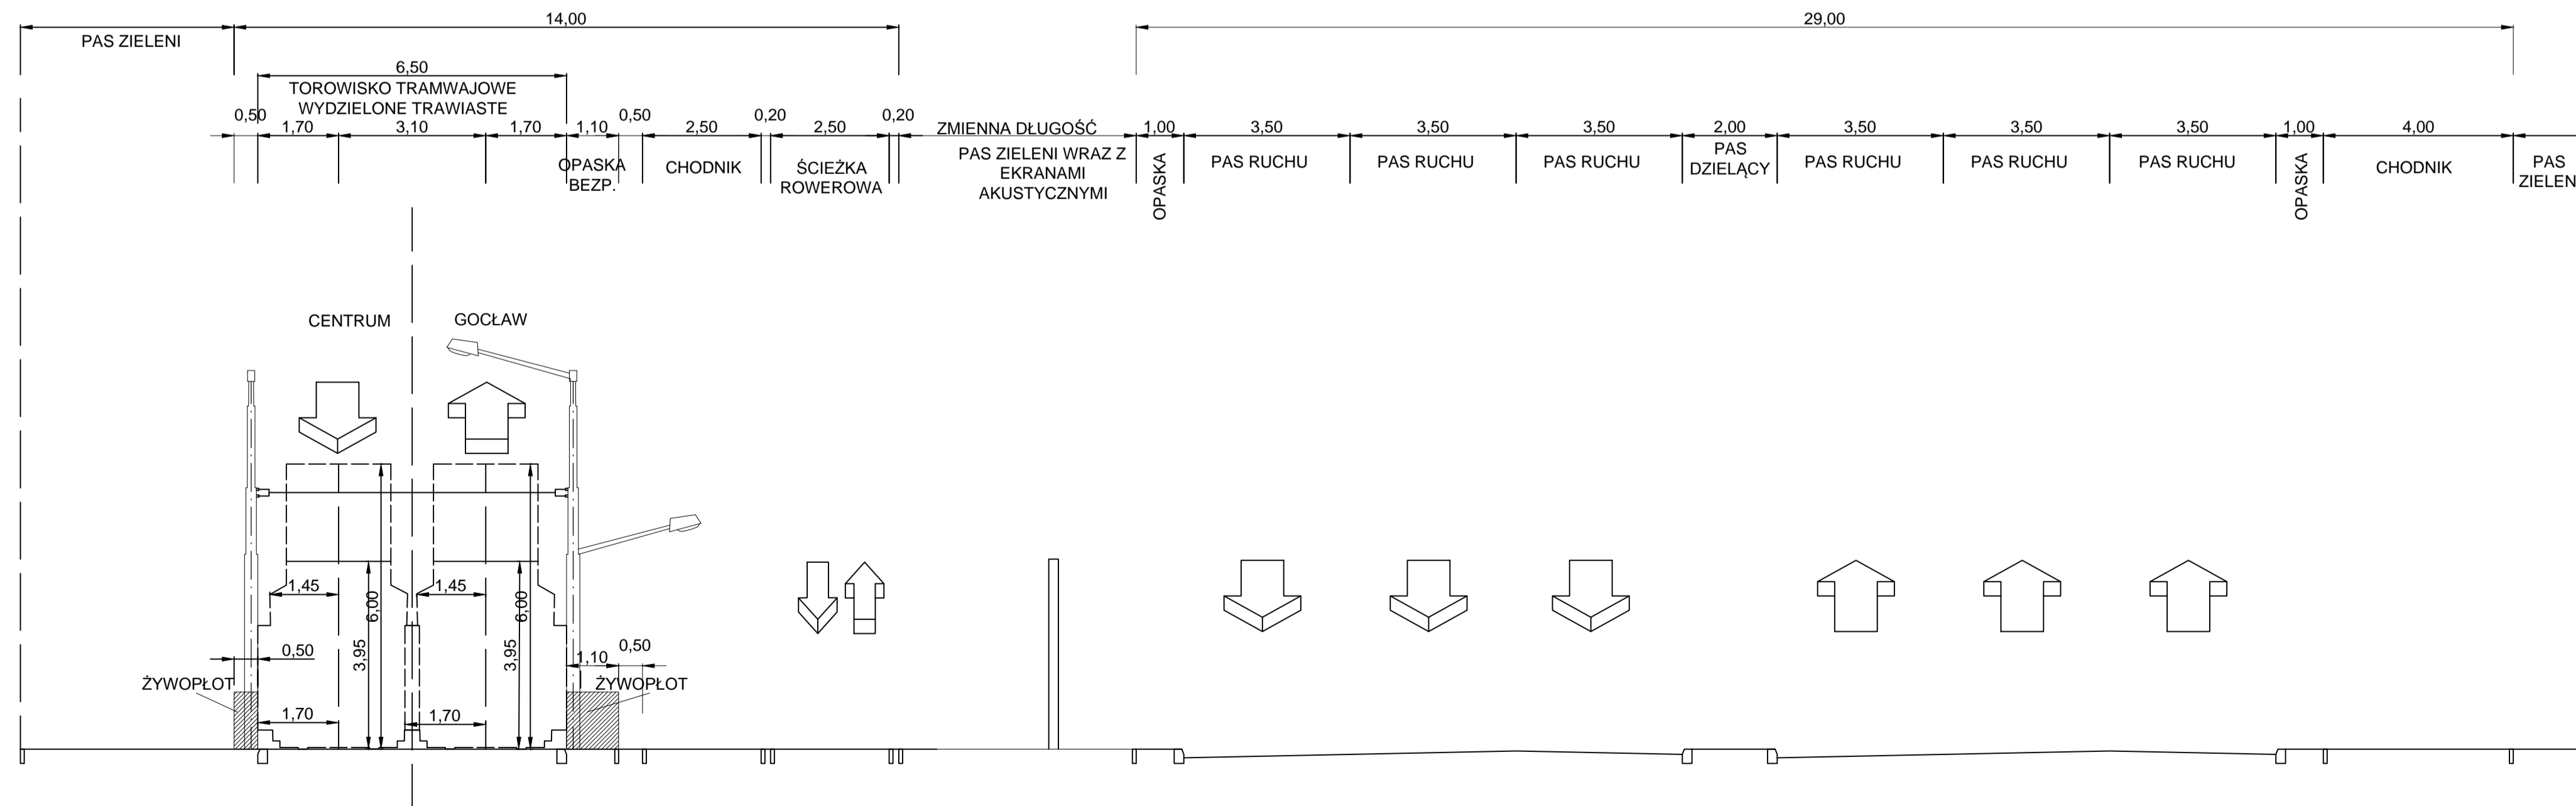 14,00
29,00
PAS ZIELENI
6,50
TOROWISKO TRAMWAJOWE
WYDZIELONE TRAWIASTE
0,50
1,70
3,10
1,70
1,10
0,50
2,50
0,20
2,50
0,20
ZMIENNA DŁUGOŚĆ
1,00
3,50
3,50
3,50
2,00
3,50
3,50
3,50
1,00
4,00
OPASKA
BEZP.
CHODNIK
ŚCIEŻKA
ROWEROWA
PAS ZIELENI WRAZ Z
EKRANAMI
AKUSTYCZNYMI
OPASKA
PAS RUCHU
PAS RUCHU
PAS RUCHU
PAS
DZIELĄCY
PAS RUCHU
PAS RUCHU
PAS RUCHU
OPASKA
CHODNIK
PAS
ZIELEN
CENTRUM
GOCŁAW
1,45
1,45
6,00
6,00
3,95
3,95
0,50
1,10
0,50
ŻYWOPŁOT
ŻYWOPŁOT
1,70
1,70